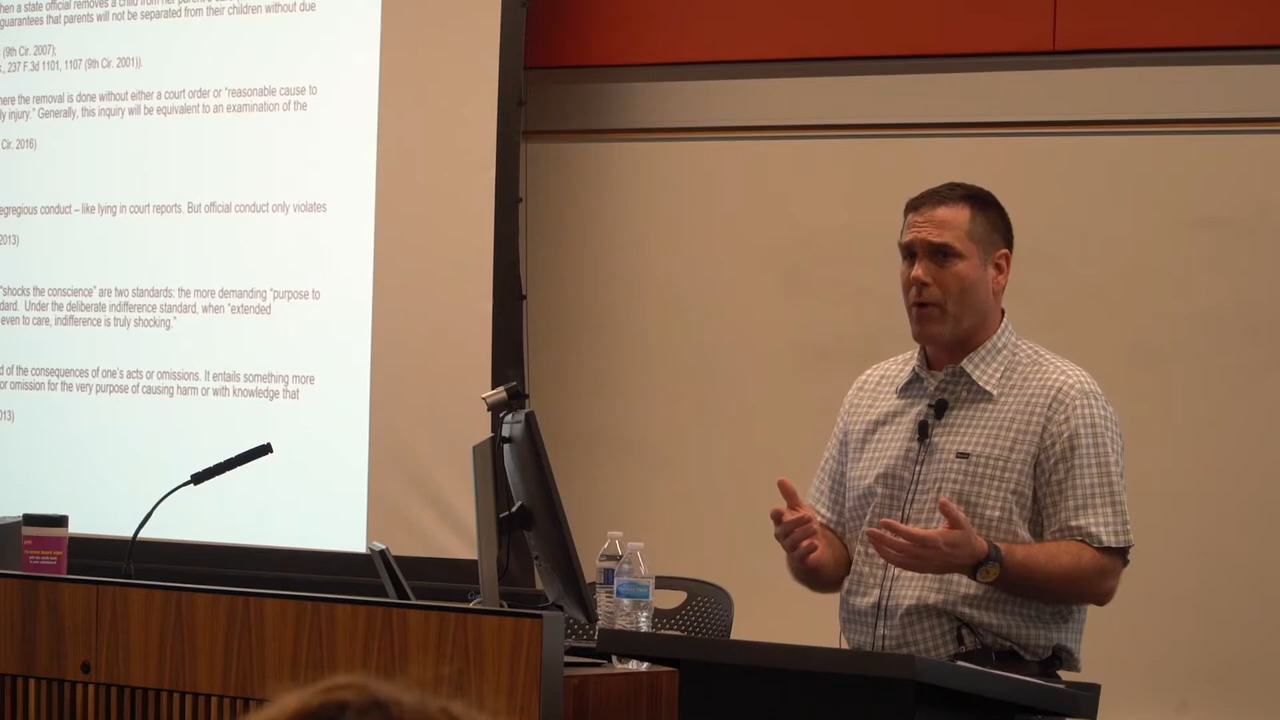 hen a state official removes a child from her parent's
guarantees that parents will not be separated from their children without due
(9th Cir. 2007);
237 F.3d 1101, 1107 (9th Cir. 2001)).
here the removal is done without either a court order or “reasonable cause to
ly injury.” Generally, this inquiry will be equivalent to an examination of the
Cir. 2016)
egregious conduct – like lying in court reports. But official conduct only violates
2013)
“shocks the conscience” are two standards: the more demanding “purpose to
dard. Under the deliberate indifference standard, when “extended
even to care, indifference is truly shocking.”
d of the consequences of one’s acts or omissions. It entails something more
or omission for the very purpose of causing harm or with knowledge that
013)